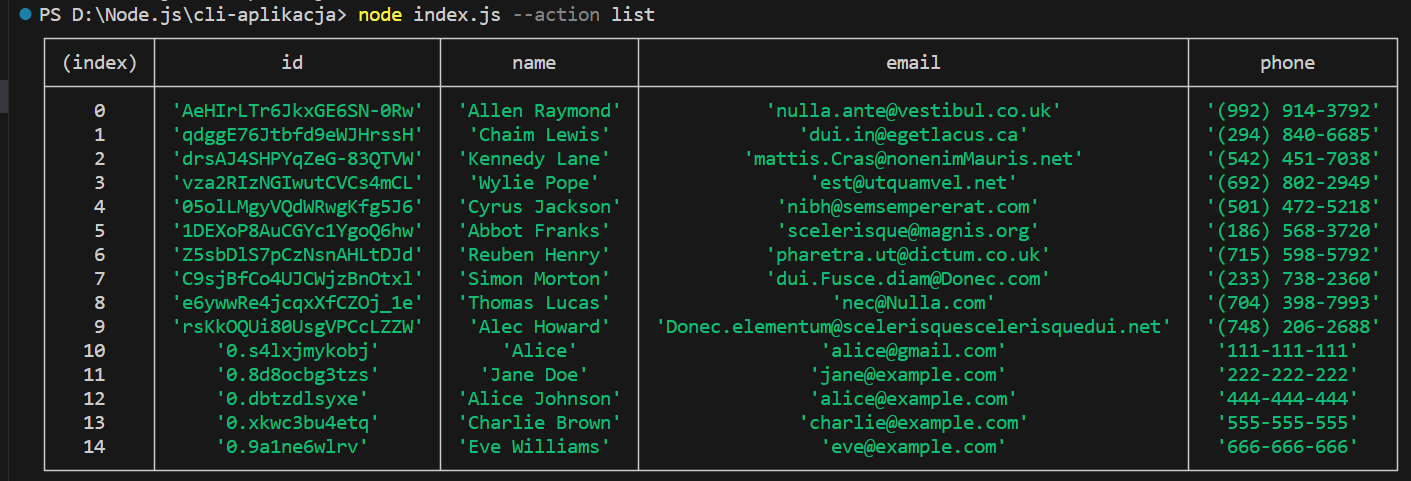 PS D:\Node.js\cli-aplikacja> node index.js --action list
(index) id name email phone
0 'AeHIrLTr6JkxGE6SN-0Rw' 'Allen Raymond' 'nulla.ante@vestibul.co.uk' '(992) 914-3792'
1 'qdggE76Jtbfd9eWJHrssH' 'Chaim Lewis' 'dui.in@egetlacus.ca' '(294) 840-6685'
2 'drsAJ4SHPYqZeG-83QTVW' 'Kennedy Lane' 'mattis.Cras@nonenimMauris.net' '(542) 451-7038'
3 'vza2RIzNGIwutCVCs4mCL' 'Wylie Pope' 'est@utquamvel.net' '(692) 802-2949'
4 '05olLMgyVQdWRwgKfg5J6' 'Cyrus Jackson' 'nibh@semsempererat.com' '(501) 472-5218'
5 '1DEXoP8AuCGYc1YgoQ6hw' 'Abbot Franks' 'scelerisque@magnis.org' '(186) 568-3720'
6 'Z5sbDlS7pCzNsnAHLtDJd' 'Reuben Henry' 'pharetra.ut@dictum.co.uk' '(715) 598-5792'
7 'C9sjBfCo4UJCWjzBnOtxl' 'Simon Morton' 'dui.Fusce.diam@Donec.com' '(233) 738-2360'
8 'e6ywwRe4jcqxXfCZOj_1e' 'Thomas Lucas' 'nec@Nulla.com' '(704) 398-7993'
9 'rsKkOQUi80UsgVPCcLZZW' 'Alec Howard' 'Donec.elementum@scelerisquescelerisquedui.net' '(748) 206-2688'
10 '0.s4lxjmykobj' 'Alice' 'alice@gmail.com' '111-111-111'
11 '0.8d8ocbg3tzs' 'Jane Doe' 'jane@example.com' '222-222-222'
12 '0.dbtzdlsyxe' 'Alice Johnson' 'alice@example.com' '444-444-444'
13 '0.xkwc3bu4etq' 'Charlie Brown' 'charlie@example.com' '555-555-555'
14 '0.9a1ne6wlrv' 'Eve Williams' 'eve@example.com' '666-666-666'